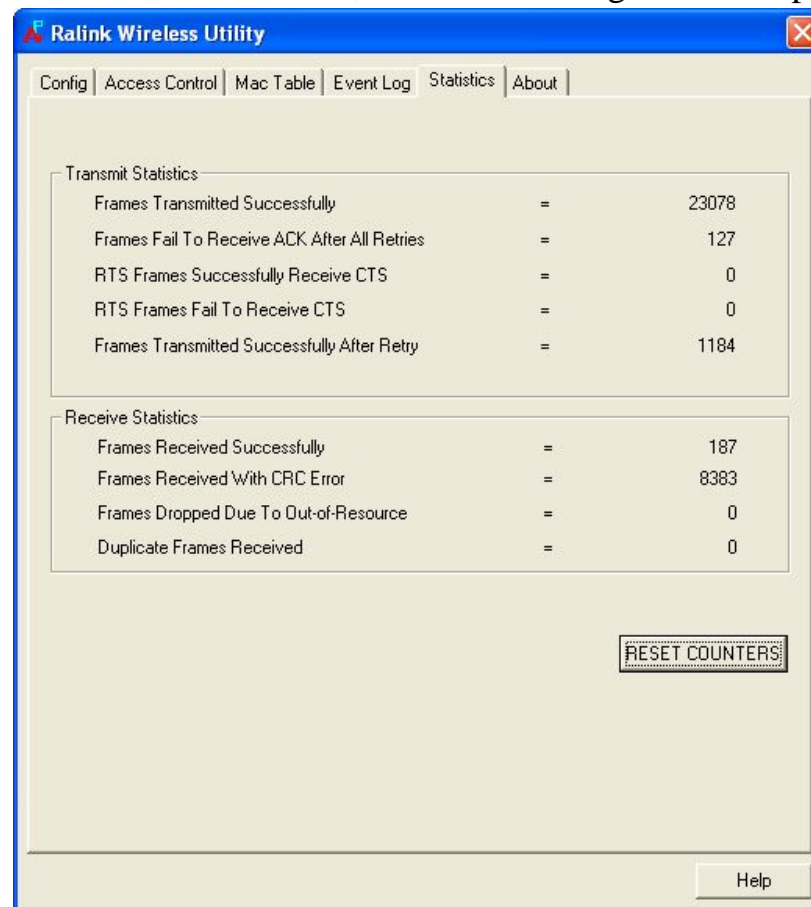 Ralink Wireless Utility
Config Access Control Mac Table Event Log Statistics About
Transmit Statistics
Frames Transmitted Successfully = 23078
Frames Fail To Receive ACK After All Retries = 127
RTS Frames Successfully Receive CTS = 0
RTS Frames Fail To Receive CTS = 0
Frames Transmitted Successfully After Retry = 1184
Receive Statistics
Frames Received Successfully = 187
Frames Received With CRC Error = 8383
Frames Dropped Due To Out-of-Resource = 0
Duplicate Frames Received = 0
RESET COUNTERS
Help